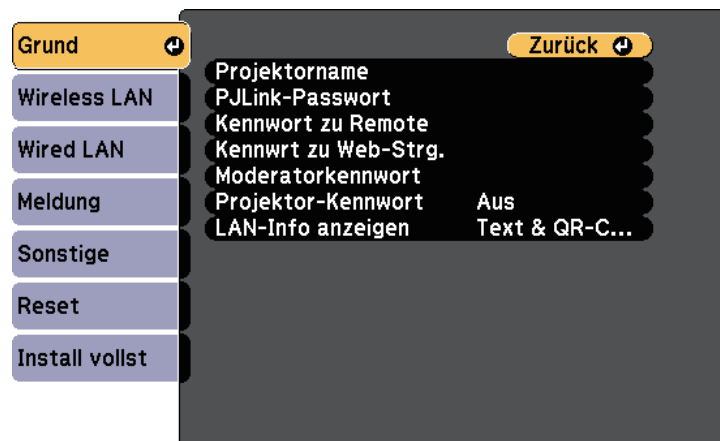 Grund
Wireless LAN
Wired LAN
Meldung
Sonstige
Reset
Install vollst
Zurück
Projektorname
PJLink-Passwort
Kennwort zu Remote
Kennwrt zu Web-Strg.
Moderatorkennwort
Projektor-Kennwort Aus
LAN-Info anzeigen Text & QR-C...